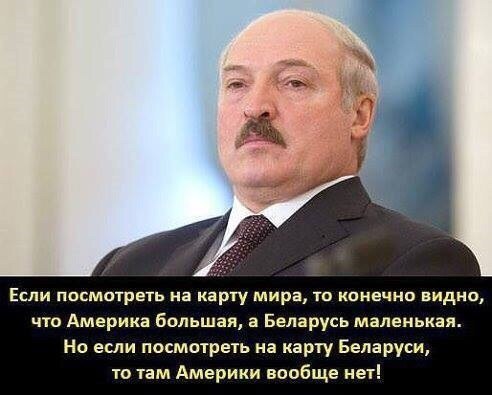 Если посмотреть на карту мира, то конечно видно,
что Америка большая, а Беларусь маленькая.
Но если посмотреть на карту Беларуси,
то там Америки вообще нет!